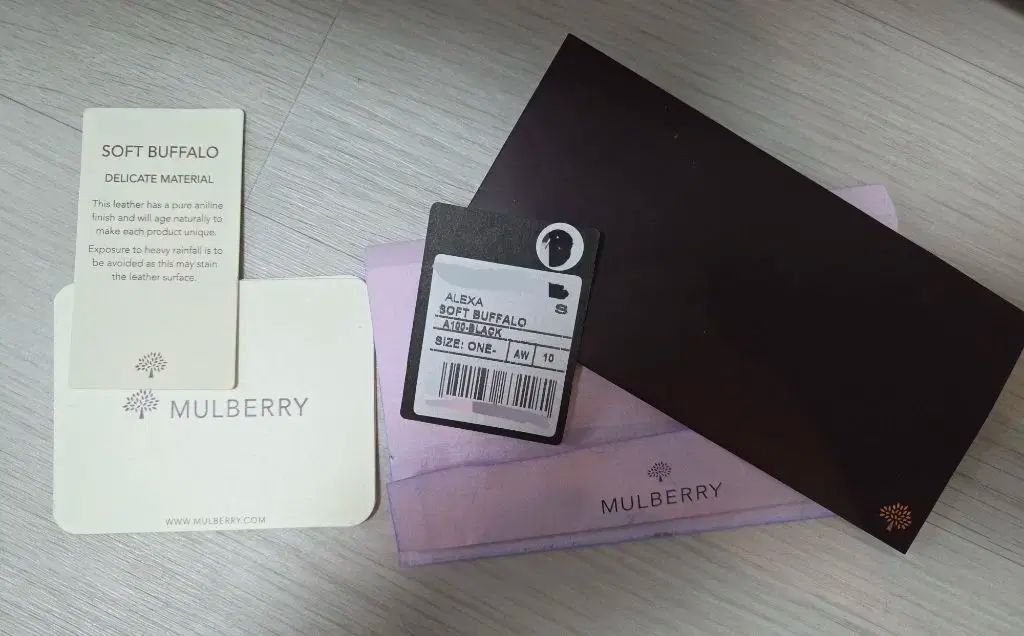 SOFT BUFFALO
DELICATE MATERIAL
This leather has a pure aniline
finish and will age naturally to
make each product unique.
Exposure to heavy rainfall is to
be avoided as this may stain
the leather surface.
MULBERRY
WWW.MULBERRY.COM
ALEXA
SOFT BUFFALO
A100-BLACK
SIZE: ONE- AW 10
MULBERRY